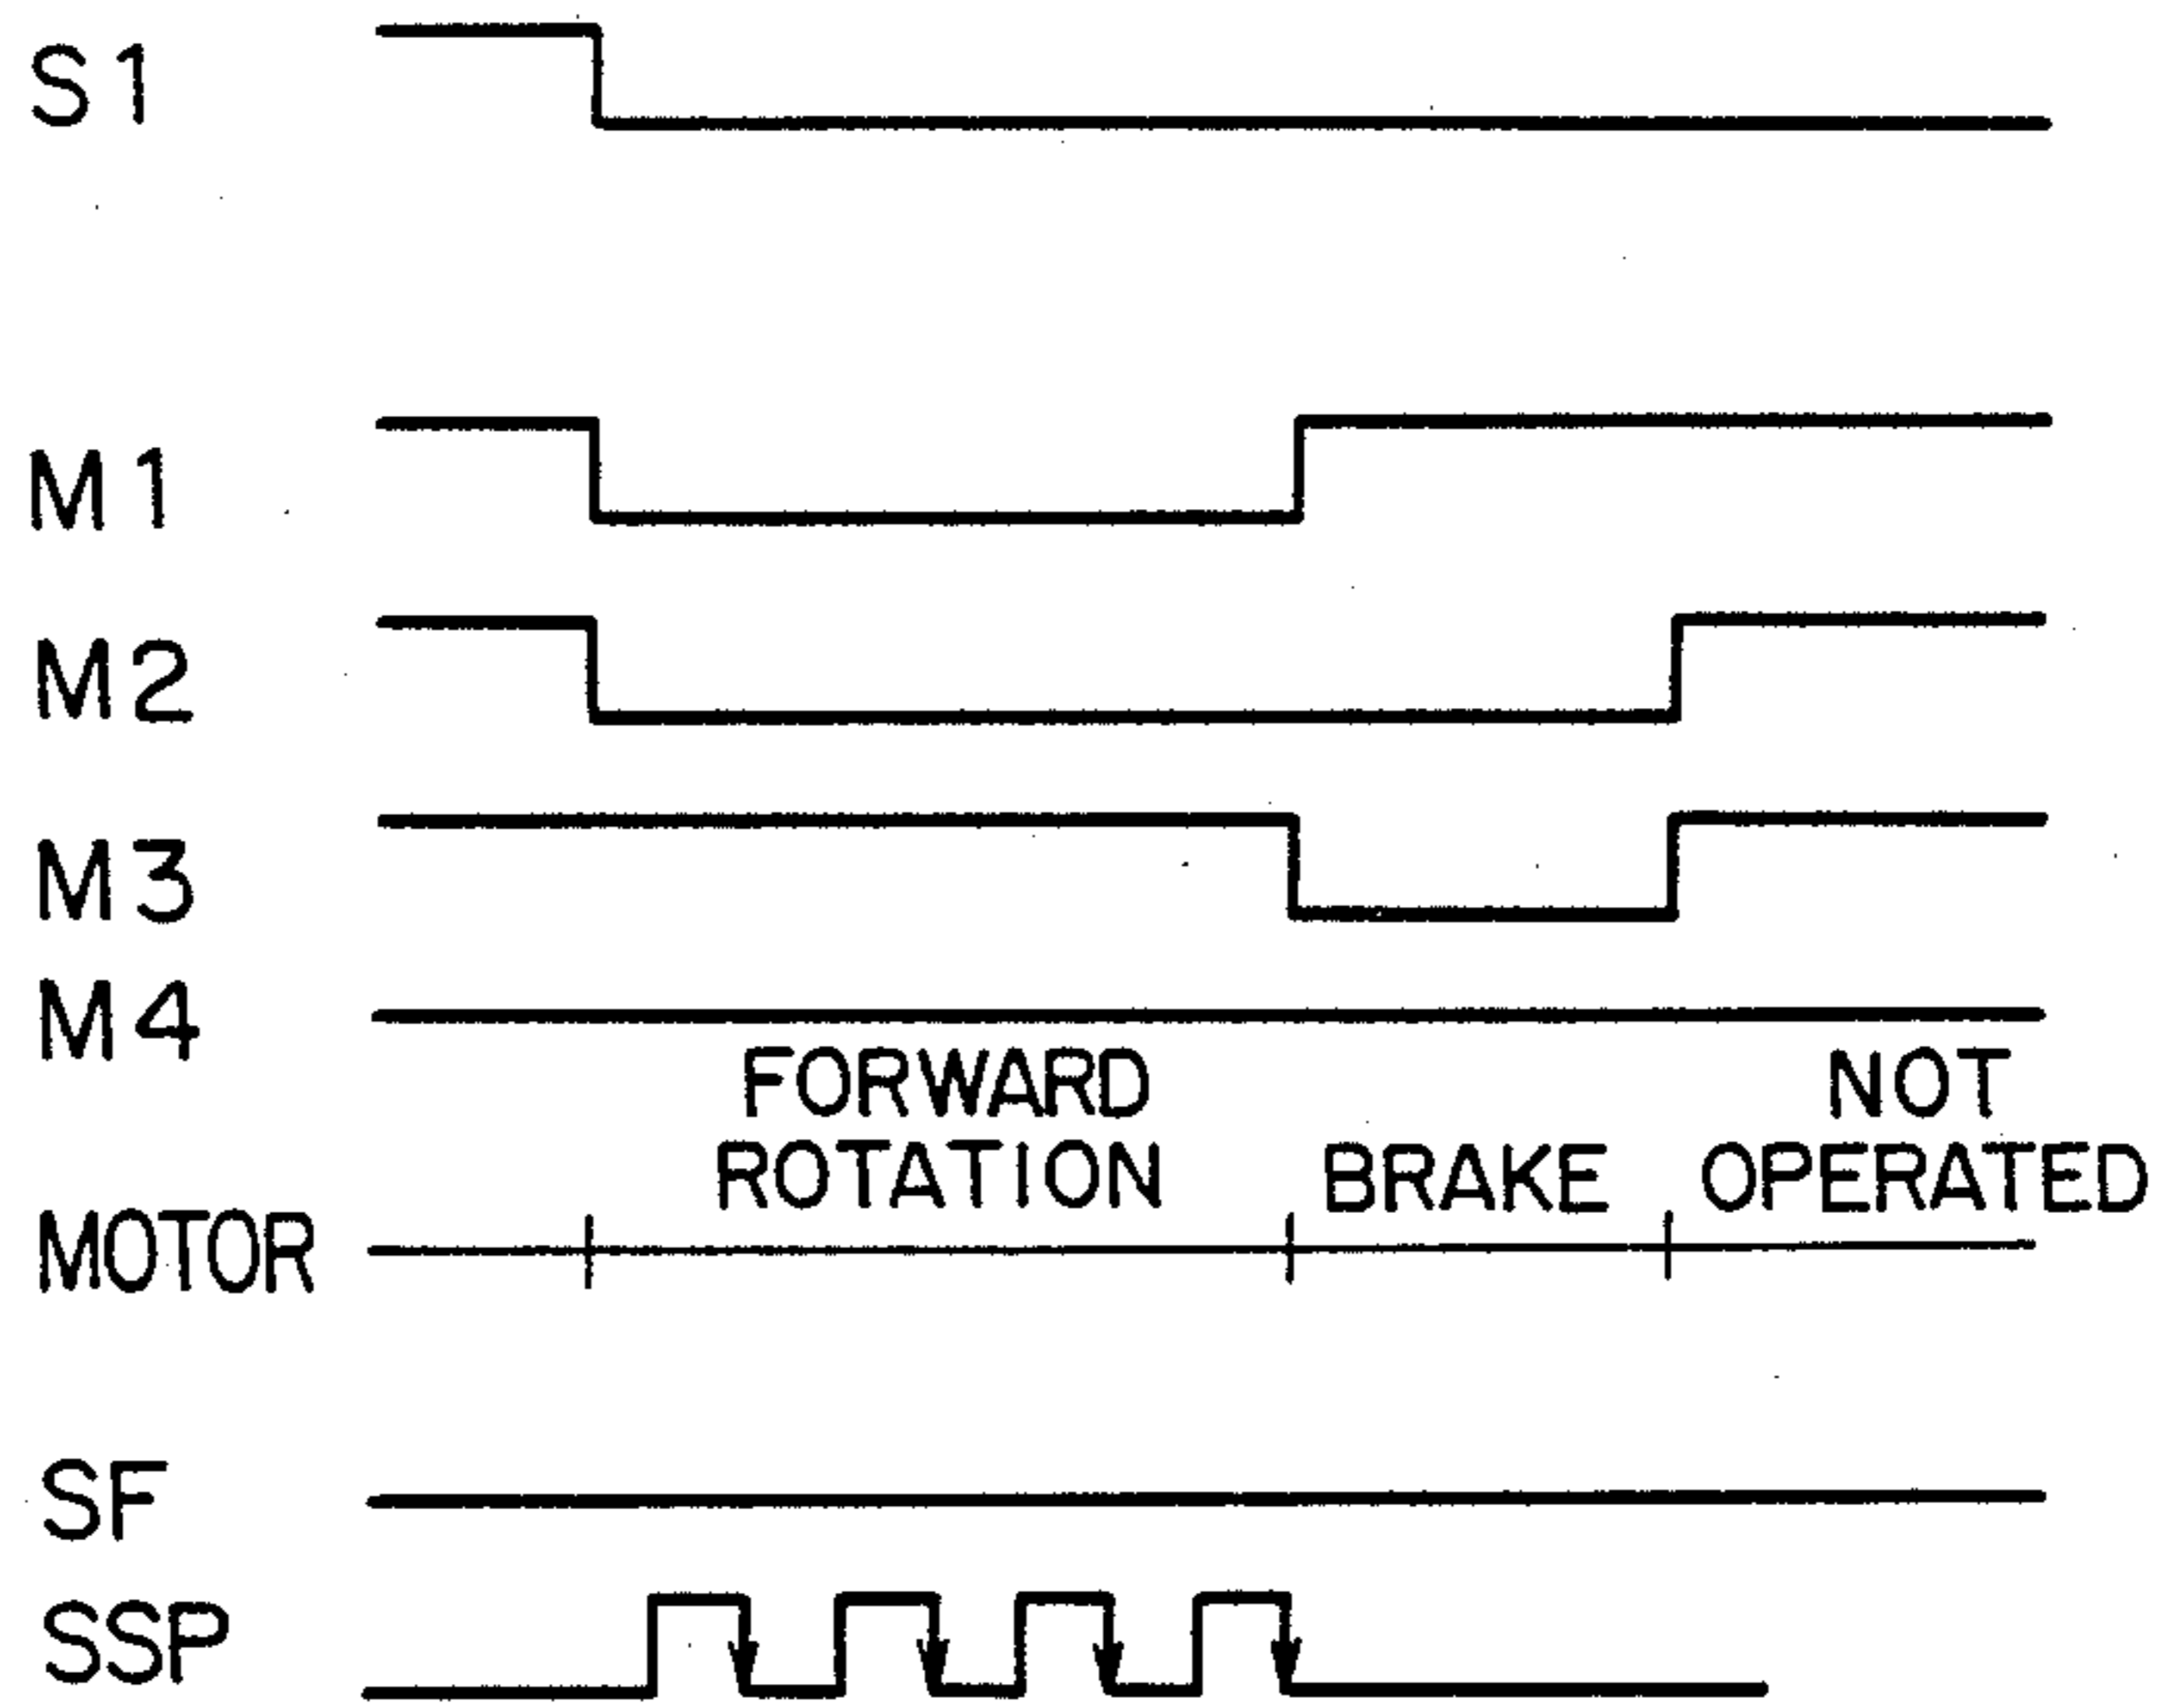 S1
M1
M2
M3
M4
FORWARD
ROTATION
BRAKE
NOT
OPERATED
MOTOR
SF
SSP